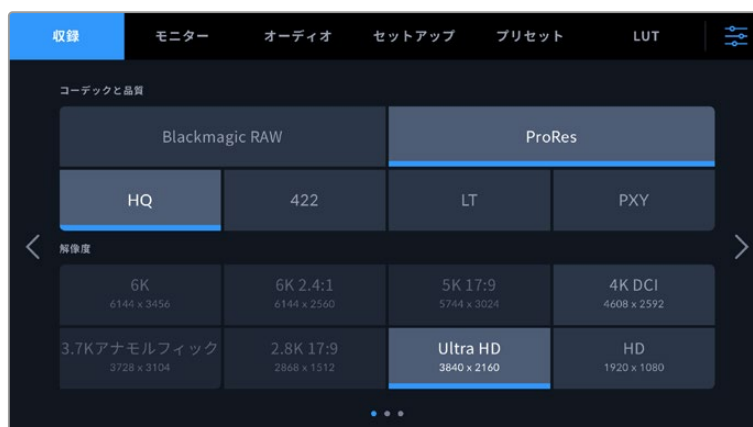 収録 モニター オーディオ セットアップ プリセット LUT
コーデックと品質
Blackmagic RAW ProRes
HQ 422 LT PXY
解像度
6K 6K 2.4:1 5K 17:9 4K DCI
6144 x 3456 6144 x 2560 5744 x 3024 4608 x 2592
3.7Kアナモルフィック 2.8K 17:9 Ultra HD HD
3728 x 3104 2868 x 1512 3840 x 2160 1920 x 1080